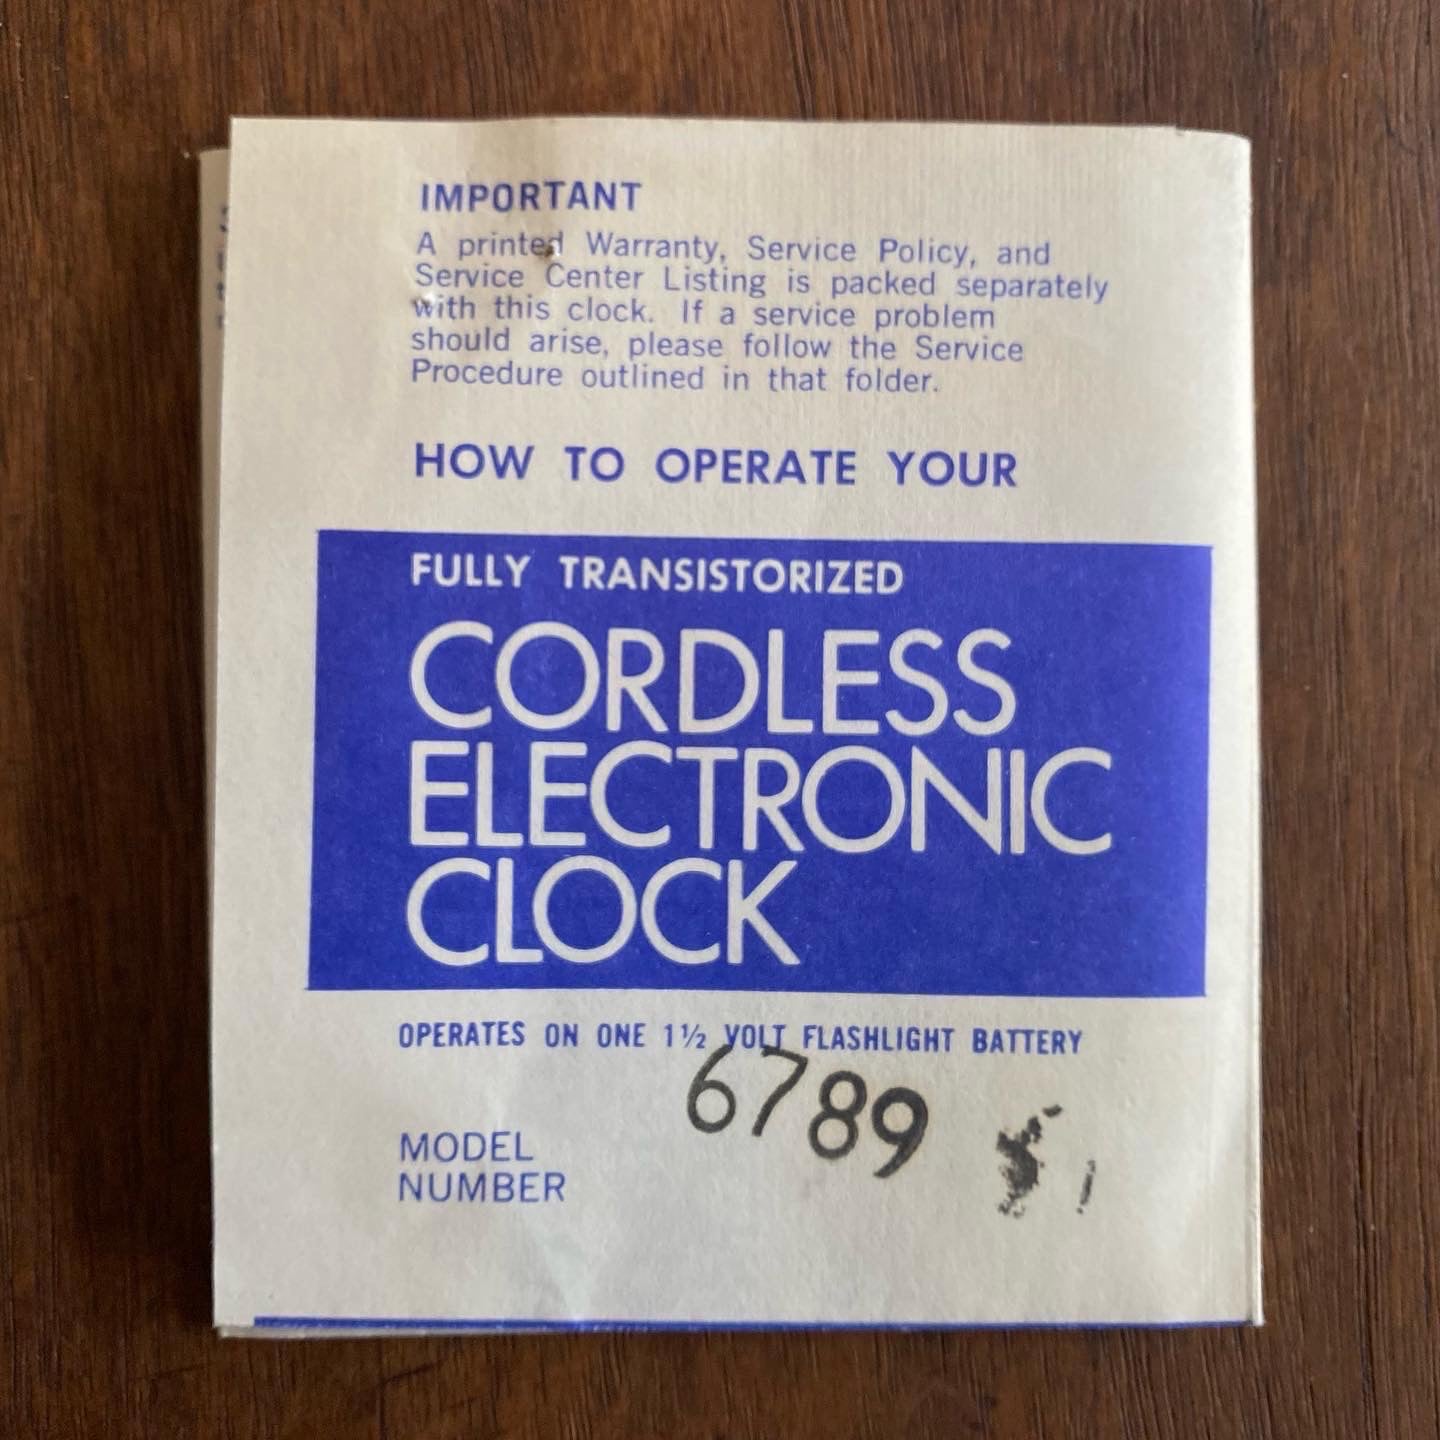 IMPORTANT
A printed Warranty, Service Policy, and
Service Center Listing is packed separately
with this clock. If a service problem
should arise, please follow the Service
Procedure outlined in that folder.
HOW TO OPERATE YOUR
FULLY TRANSISTORIZED
CORDLESS
ELECTRONIC
CLOCK
OPERATES ON ONE 1½ VOLT FLASHLIGHT BATTERY
6789
MODEL
NUMBER